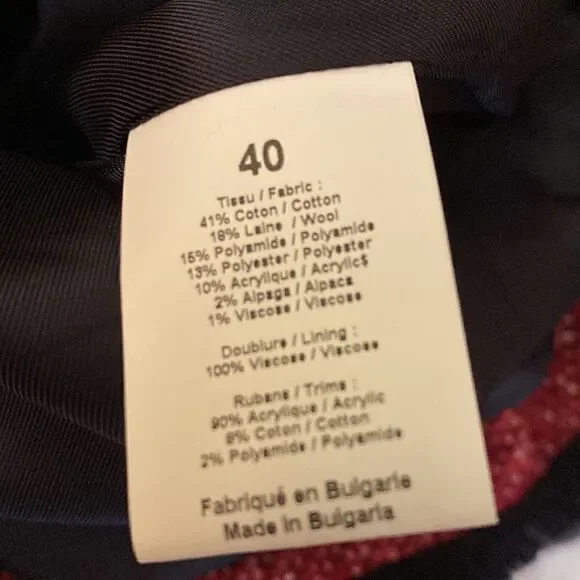 40
Tissu / Fabric :
41% Coton / Cotton
18% Laine / Wool
15% Polyamide / Polyamide
13% Polyester / Polyester
10% Acrylique / Acrylic$
2% Alpaga / Alpaca
1% Viscose / Viscose
Doublure / Lining :
100% Viscose / Viscose
Rubans / Trims :
90% Acrylique / Acrylic
8% Coton / Cotton
2% Polyamide / Polyamide
Fabriqué en Bulgarie
Made in Bulgaria